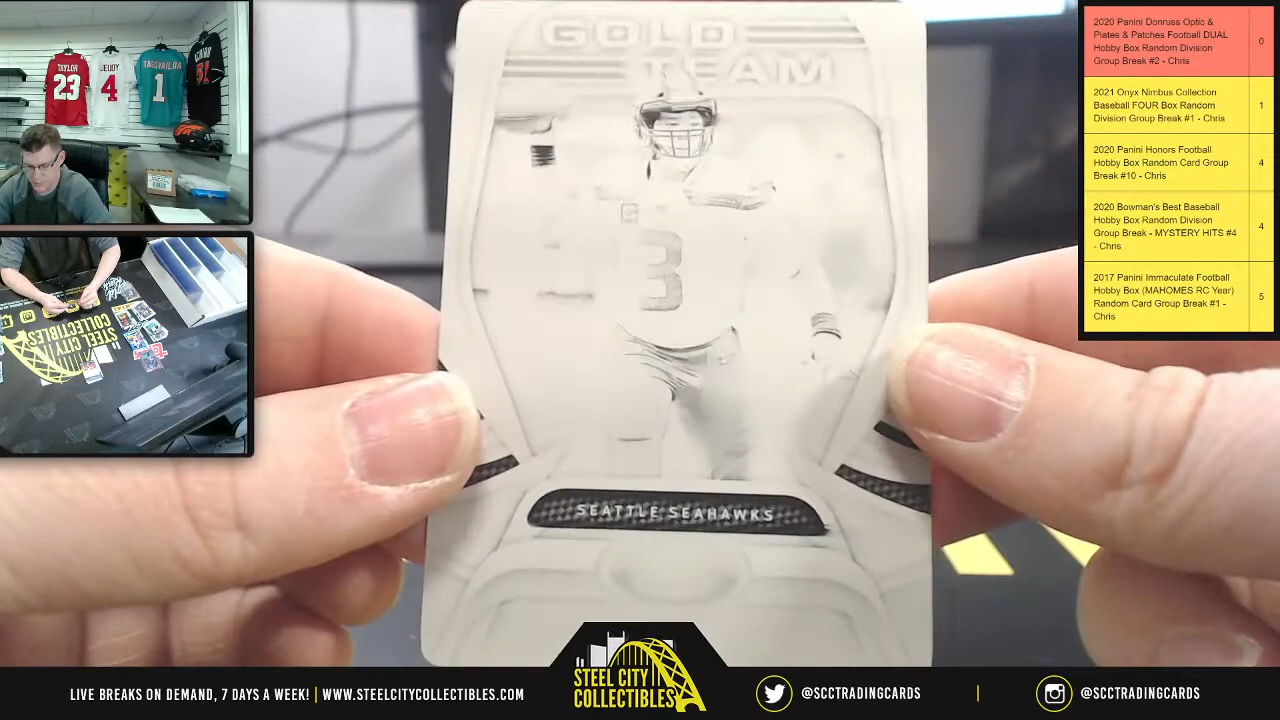 TAYLOR
23
JEUDY
4
TAGOVAILOA
1
GOLD
TEAM
3
SEATTLE SEAHAWKS
2020 Panini Donruss Optic &
Plates & Patches Football DUAL
Hobby Box Random Division
Group Break #2 - Chris
0
2021 Onyx Nimbus Collection
Baseball FOUR Box Random
Division Group Break #1 - Chris
1
2020 Panini Honors Football
Hobby Box Random Card Group
Break #10 - Chris
4
2020 Bowman's Best Baseball
Hobby Box Random Division
Group Break - MYSTERY HITS #4
- Chris
4
2017 Panini Immaculate Football
Hobby Box (MAHOMES RC Year)
Random Card Group Break #1 -
Chris
5
STEEL CITY
COLLECTIBLES
LIVE BREAKS ON DEMAND, 7 DAYS A WEEK! | WWW.STEELCITYCOLLECTIBLES.COM
STEEL CITY
COLLECTIBLES
@SCCTRADINGCARDS | @SCCTRADINGCARDS